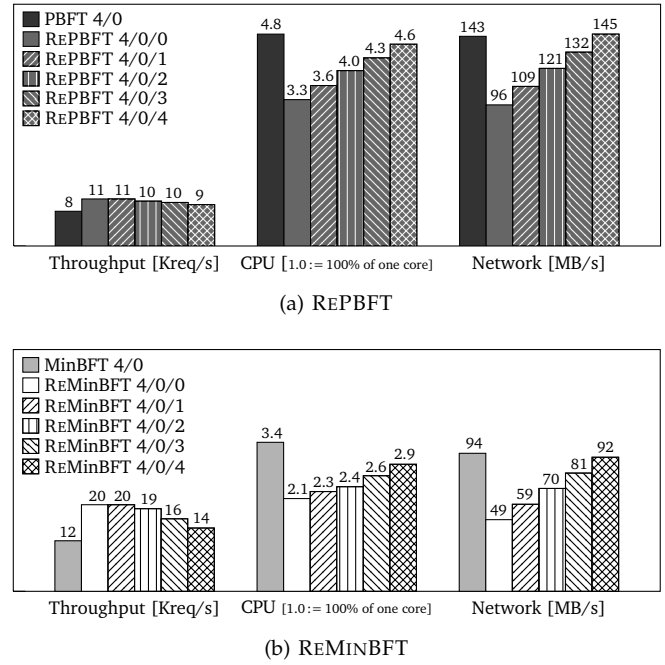 PBFT 4/0
REPBFT 4/0/0
REPBFT 4/0/1
REPBFT 4/0/2
REPBFT 4/0/3
REPBFT 4/0/4
8 11 11 10 10 9
4.8 3.3 3.6 4.0 4.3 4.6
143 96 109 121 132 145
Throughput [Kreq/s] CPU [1.0 := 100% of one core] Network [MB/s]
(a) REPBFT
MinBFT 4/0
REMinBFT 4/0/0
REMinBFT 4/0/1
REMinBFT 4/0/2
REMinBFT 4/0/3
REMinBFT 4/0/4
12 20 20 19 16 14
3.4 2.1 2.3 2.4 2.6 2.9
94 49 59 70 81 92
Throughput [Kreq/s] CPU [1.0 := 100% of one core] Network [MB/s]
(b) REMINBFT